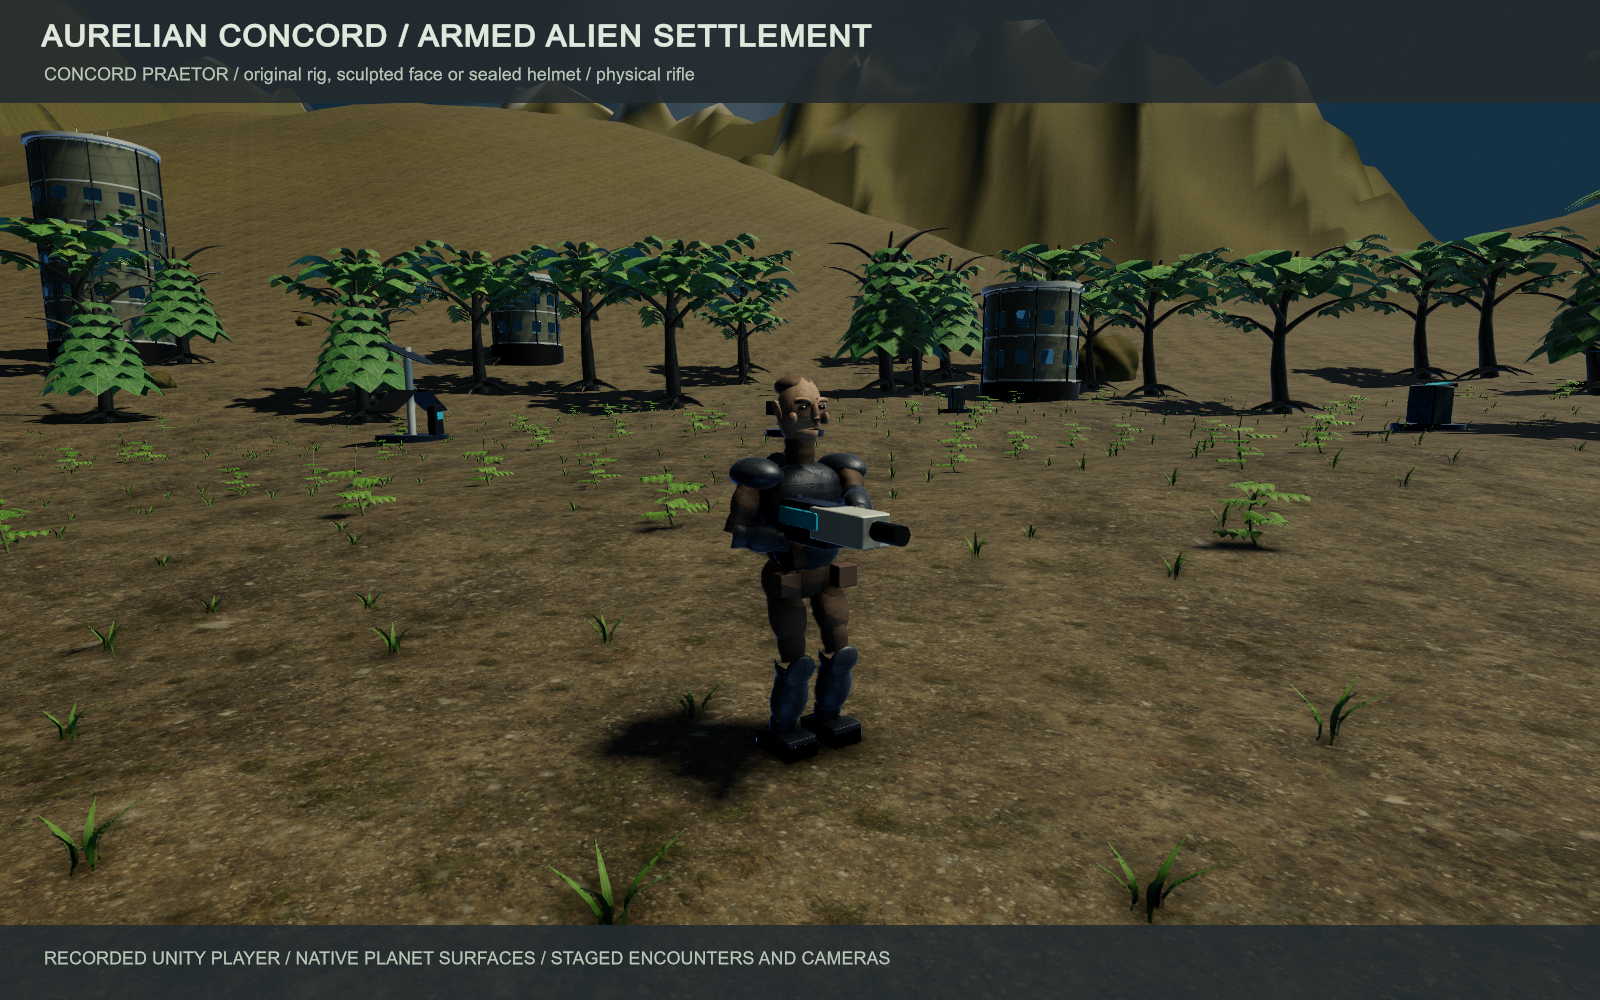 AURELIAN CONCORD / ARMED ALIEN SETTLEMENT
CONCORD PRAETOR / original rig, sculpted face or sealed helmet / physical rifle
RECORDED UNITY PLAYER / NATIVE PLANET SURFACES / STAGED ENCOUNTERS AND CAMERAS